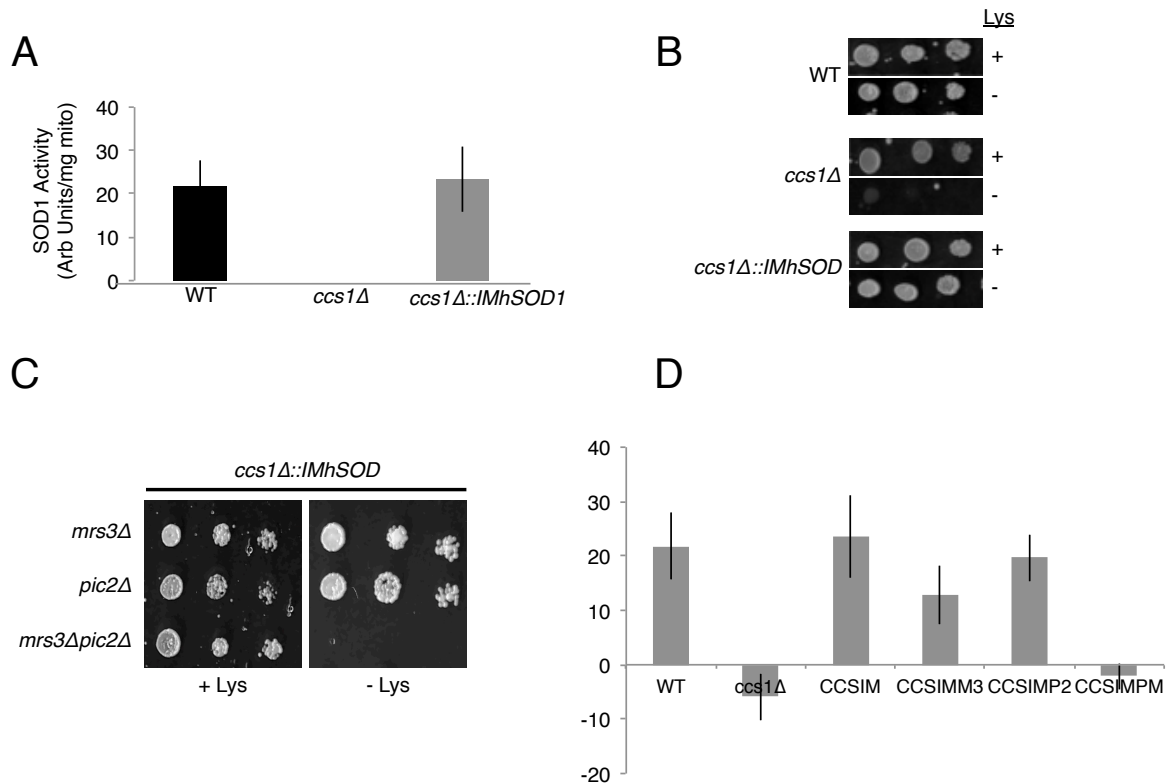 A
SOD1 Activity
(Arb Units/mg mito)
40
30
20
10
0
WT
ccs1Δ
ccs1Δ::IMhSOD1
B
Lys
WT
+
-
ccs1Δ
+
-
ccs1Δ::IMhSOD
+
-
C
ccs1Δ::IMhSOD
mrs3Δ
pic2Δ
mrs3Δpic2Δ
+ Lys
- Lys
D
40
30
20
10
0
-10
-20
WT
ccs1Δ
CCSIM
CCSIMM3
CCSIMP2
CCSIMPM